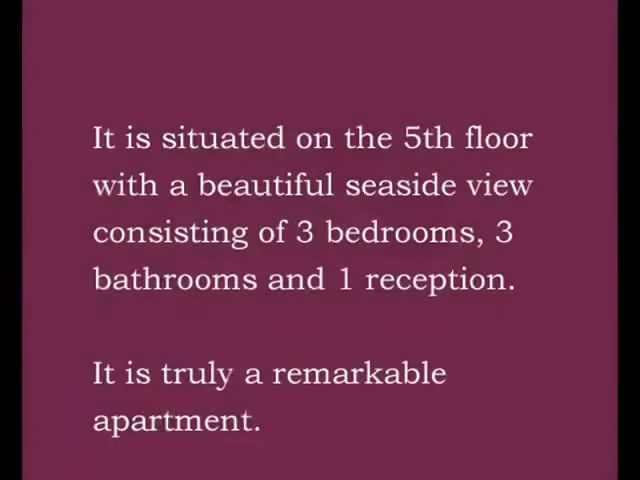 It is situated on the 5th floor
with a beautiful seaside view
consisting of 3 bedrooms, 3
bathrooms and 1 reception.
It is truly a remarkable
apartment.